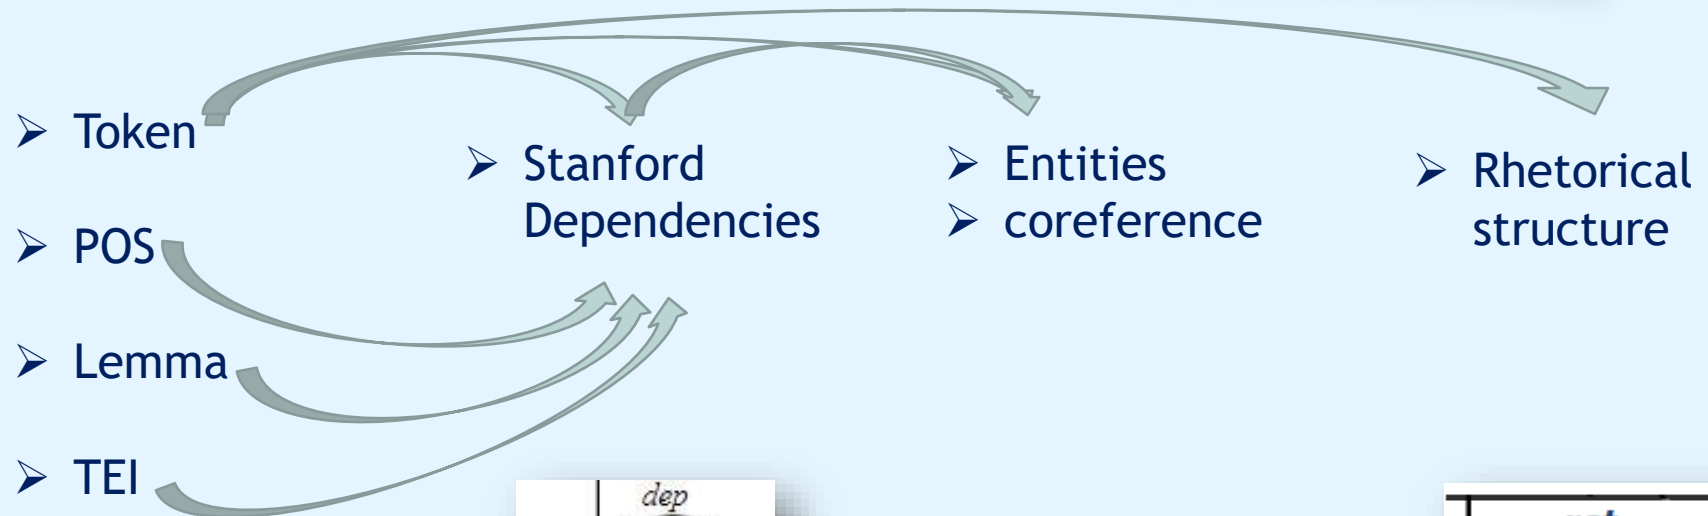 ➢ Token
➢ POS
➢ Lemma
➢ TEI
➢ Stanford
Dependencies
➢ Entities
➢ coreference
➢ Rhetorical
structure
dep